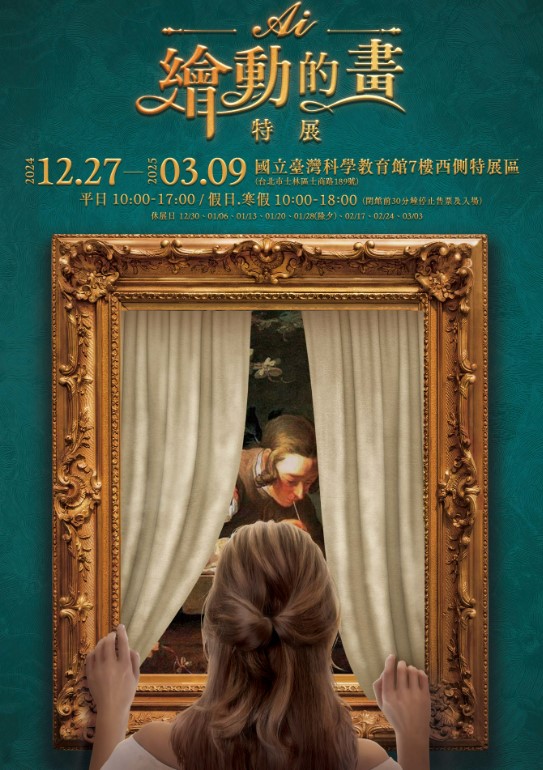 Ai
繪動的畫
特展
2024 12.27—2025 03.09 國立臺灣科學教育館7樓西側特展區
(台北市士林區士商路189號)
平日 10:00-17:00 / 假日.寒假 10:00-18:00 (閉館前30分鐘停止售票及入場)
休展日 12/30、01/06、01/13、01/20、01/28(除夕)、02/17、02/24、03/03